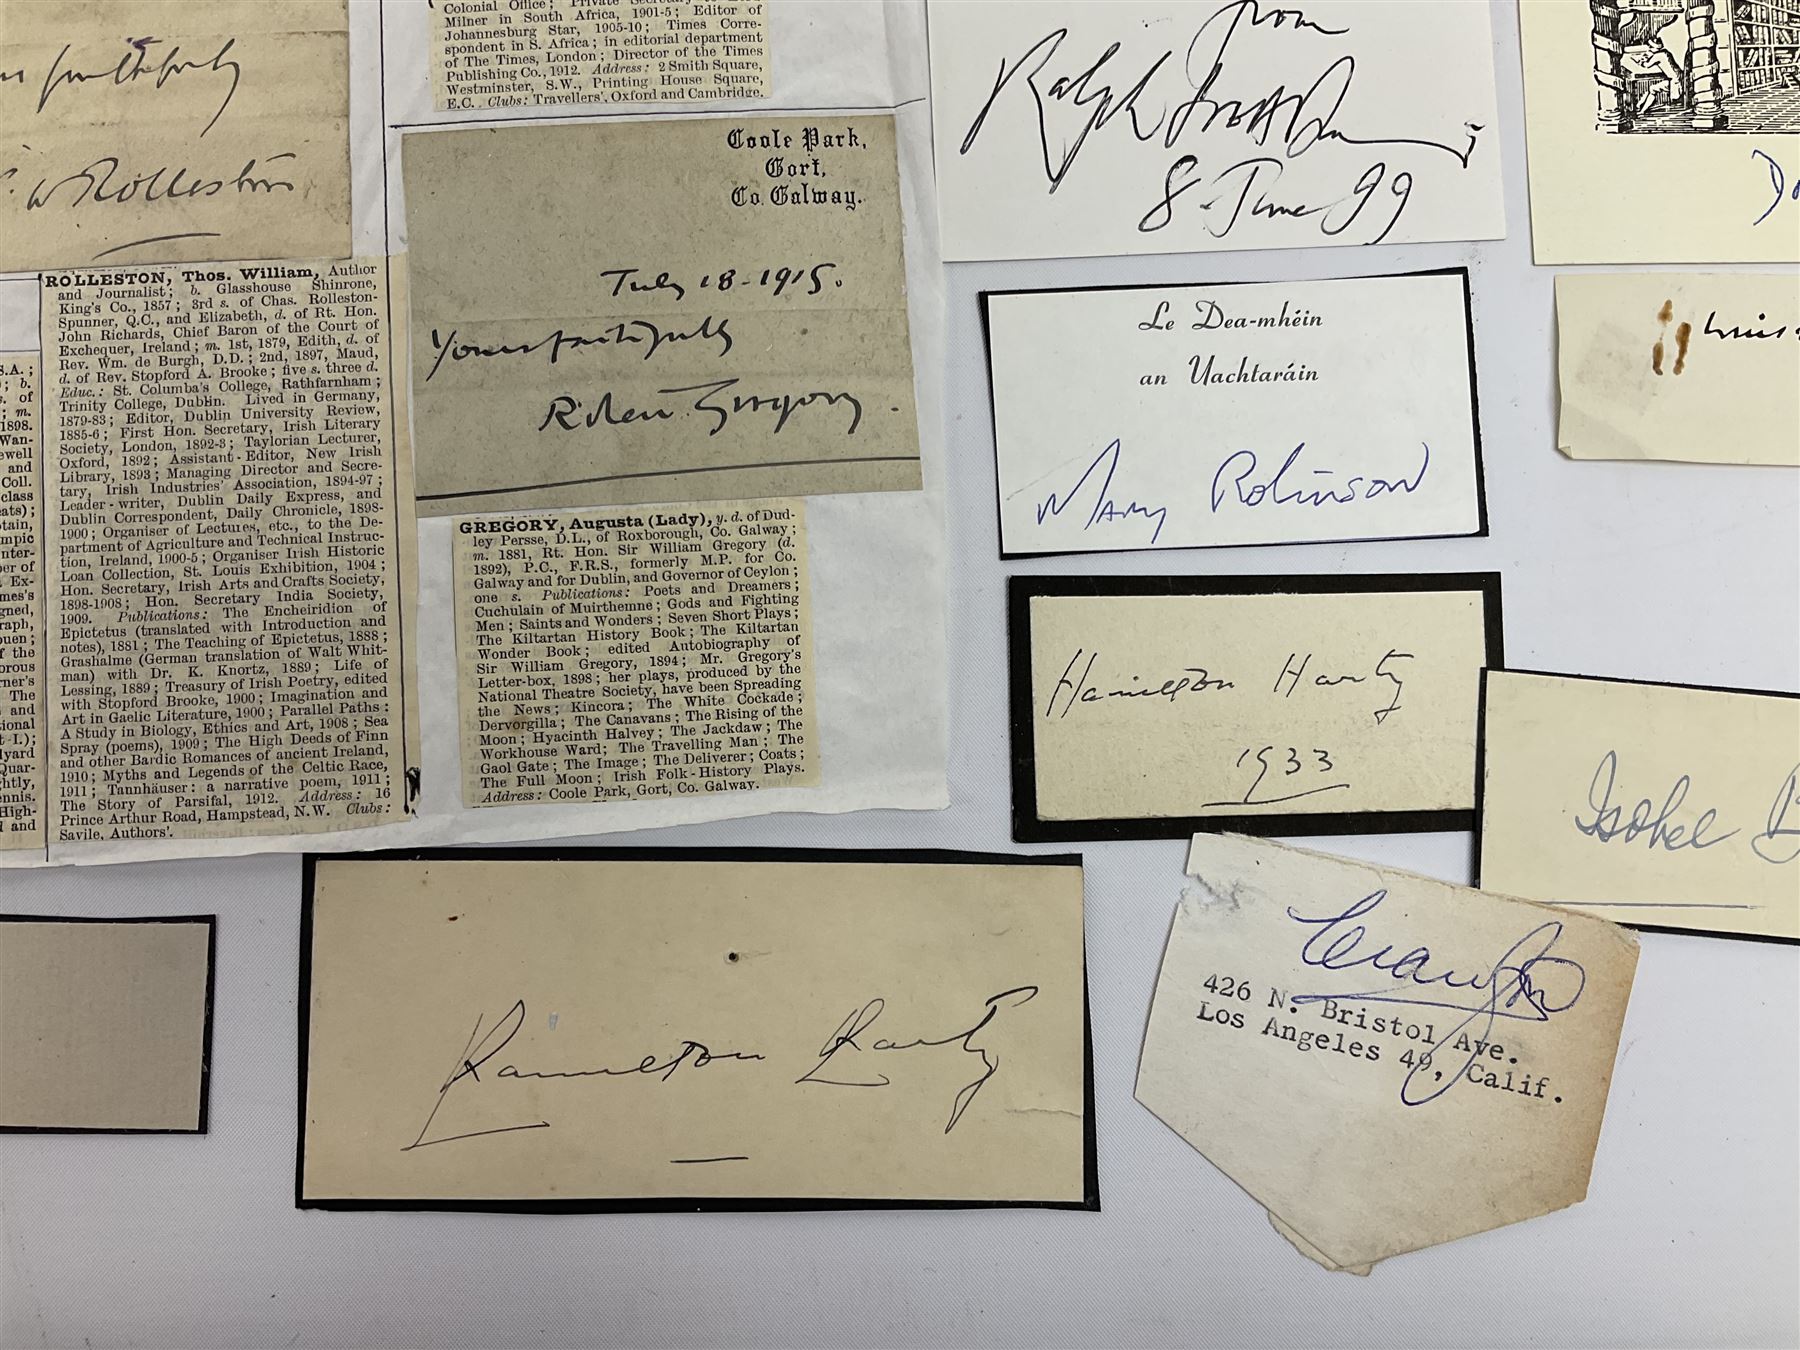 faithfully
W Rolleston
ROLLESTON, Thos. William, Author
and Journalist; b. Glasshouse Shinrone,
King's Co., 1857; 3rd s. of Chas. Rolleston-
Spunner, Q.C., and Elizabeth, d. of Rt. Hon.
John Richards, Chief Baron of the Court of
Exchequer, Ireland; m. 1st, 1879, Edith, d. of
Rev. Wm. de Burgh, D.D.; 2nd, 1897, Maud,
d. of Rev. Stopford A. Brooke; five s. three d.
Educ.: St. Columba's College, Rathfarnham;
Trinity College, Dublin. Lived in Germany,
1879-83; Editor, Dublin University Review,
1885-6; First Hon. Secretary, Irish Literary
Society, London, 1892-3; Taylorian Lecturer,
Oxford, 1892; Assistant-Editor, New Irish
Library, 1893; Managing Director and Secre-
tary, Irish Industries' Association, 1894-97;
Leader-writer, Dublin Daily Express, and
Dublin Correspondent, Daily Chronicle, 1898-
1900; Organiser of Lectures, etc., to the De-
partment of Agriculture and Technical Instruc-
tion, Ireland, 1900-5; Organiser Irish Historic
Loan Collection, St. Louis Exhibition, 1904;
Hon. Secretary, Irish Arts and Crafts Society,
1898-1908; Hon. Secretary India Society,
1909. Publications: The Encheiridion of
Epictetus (translated with Introduction and
notes), 1881; The Teaching of Epictetus, 1888;
Grashalme (German translation of Walt Whit-
man) with Dr. K. Knortz, 1889; Life of
Lessing, 1889; Treasury of Irish Poetry, edited
with Stopford Brooke, 1900; Imagination and
Art in Gaelic Literature, 1900; Parallel Paths:
A Study in Biology, Ethics and Art, 1908; Sea
Spray (poems), 1909; The High Deeds of Finn
and other Bardic Romances of ancient Ireland,
1910; Myths and Legends of the Celtic Race,
1911; Tannhäuser: a narrative poem, 1911;
The Story of Parsifal, 1912. Address: 16
Prince Arthur Road, Hampstead, N.W. Clubs:
Savile, Authors'.
S.A.;
b.
of
m.
1898.
Wan-
and
Coll.
class
eats);
the
and
and
Colonial Office; Private Secretary to
Milner in South Africa, 1901-5; Editor of
Johannesburg Star, 1905-10; Times Corre-
spondent in S. Africa; in editorial department
of The Times, London; Director of the Times
Publishing Co., 1912. Address: 2 Smith Square,
Westminster, S.W., Printing House Square,
E.C. Clubs: Travellers', Oxford and Cambridge.
Coole Park,
Gort,
Co. Galway.
July 18-1915.
Yours faithfully
Robert Gregory.
GREGORY, Augusta (Lady), y. d. of Dud-
ley Persse, D.L., of Roxborough, Co. Galway;
m. 1881, Rt. Hon. Sir William Gregory (d.
1892), P.C., F.R.S., formerly M.P. for Co.
Galway and for Dublin, and Governor of Ceylon;
one s. Publications: Poets and Dreamers;
Cuchulain of Muirthemne; Gods and Fighting
Men; Saints and Wonders; Seven Short Plays;
The Kiltartan History Book; The Kiltartan
Wonder Book; edited Autobiography of
Sir William Gregory, 1894; Mr. Gregory's
Letter-box, 1898; her plays, produced by the
National Theatre Society, have been Spreading
the News; Kincora; The White Cockade;
Dervorgilla; The Canavans; The Rising of the
Moon; Hyacinth Halvey; The Jackdaw; The
Workhouse Ward; The Travelling Man; The
Gaol Gate; The Image; The Deliverer; Coats;
The Full Moon; Irish Folk-History Plays.
Address: Coole Park, Gort, Co. Galway.
from
Ralph
8 June 99
Le Dea-mhéin
an Uachtaráin
Mary Robinson
Hamilton Harty
1933
Isobel
Hamilton Harty
426 N. Bristol Ave.
Los Angeles 49, Calif.